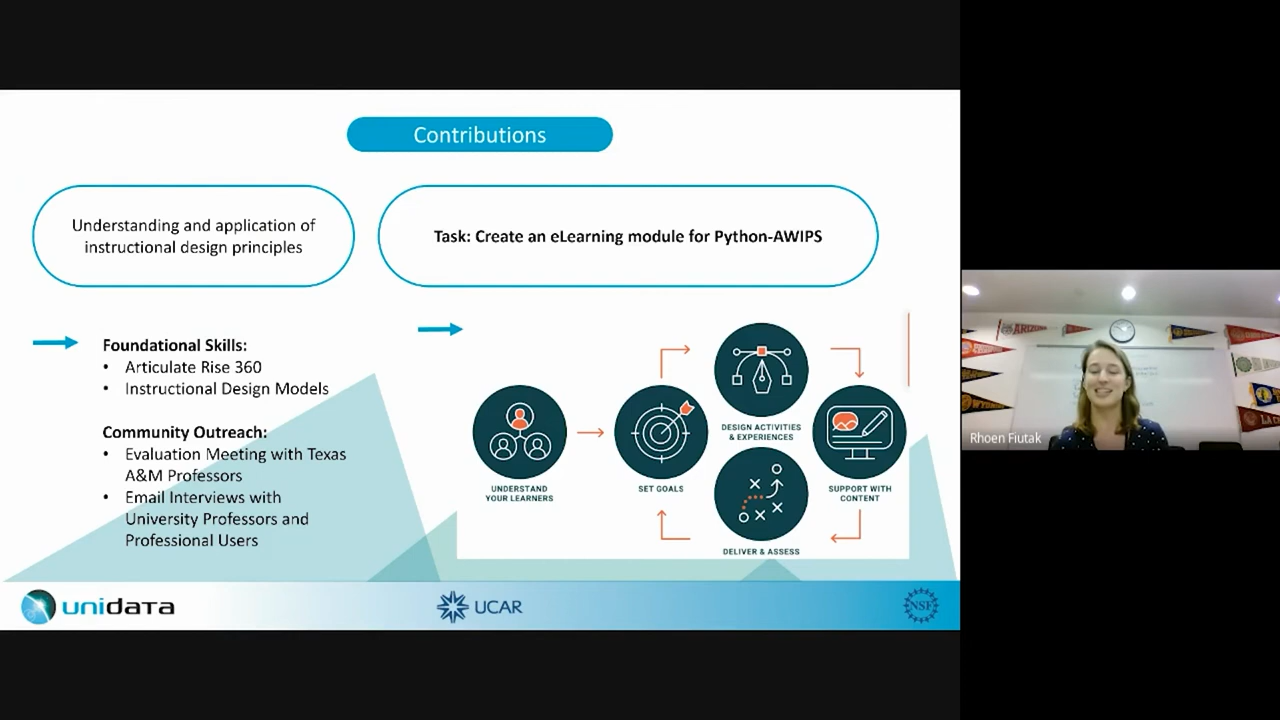 Contributions
Understanding and application of
instructional design principles
Task: Create an eLearning module for Python-AWIPS
Foundational Skills:
• Articulate Rise 360
• Instructional Design Models
Community Outreach:
• Evaluation Meeting with Texas
A&M Professors
• Email Interviews with
University Professors and
Professional Users
UNDERSTAND
YOUR LEARNERS
SET GOALS
DESIGN ACTIVITIES
& EXPERIENCES
SUPPORT WITH
CONTENT
DELIVER & ASSESS
unidata
UCAR
NSF
ARIZONA
Rhoen Fiutak